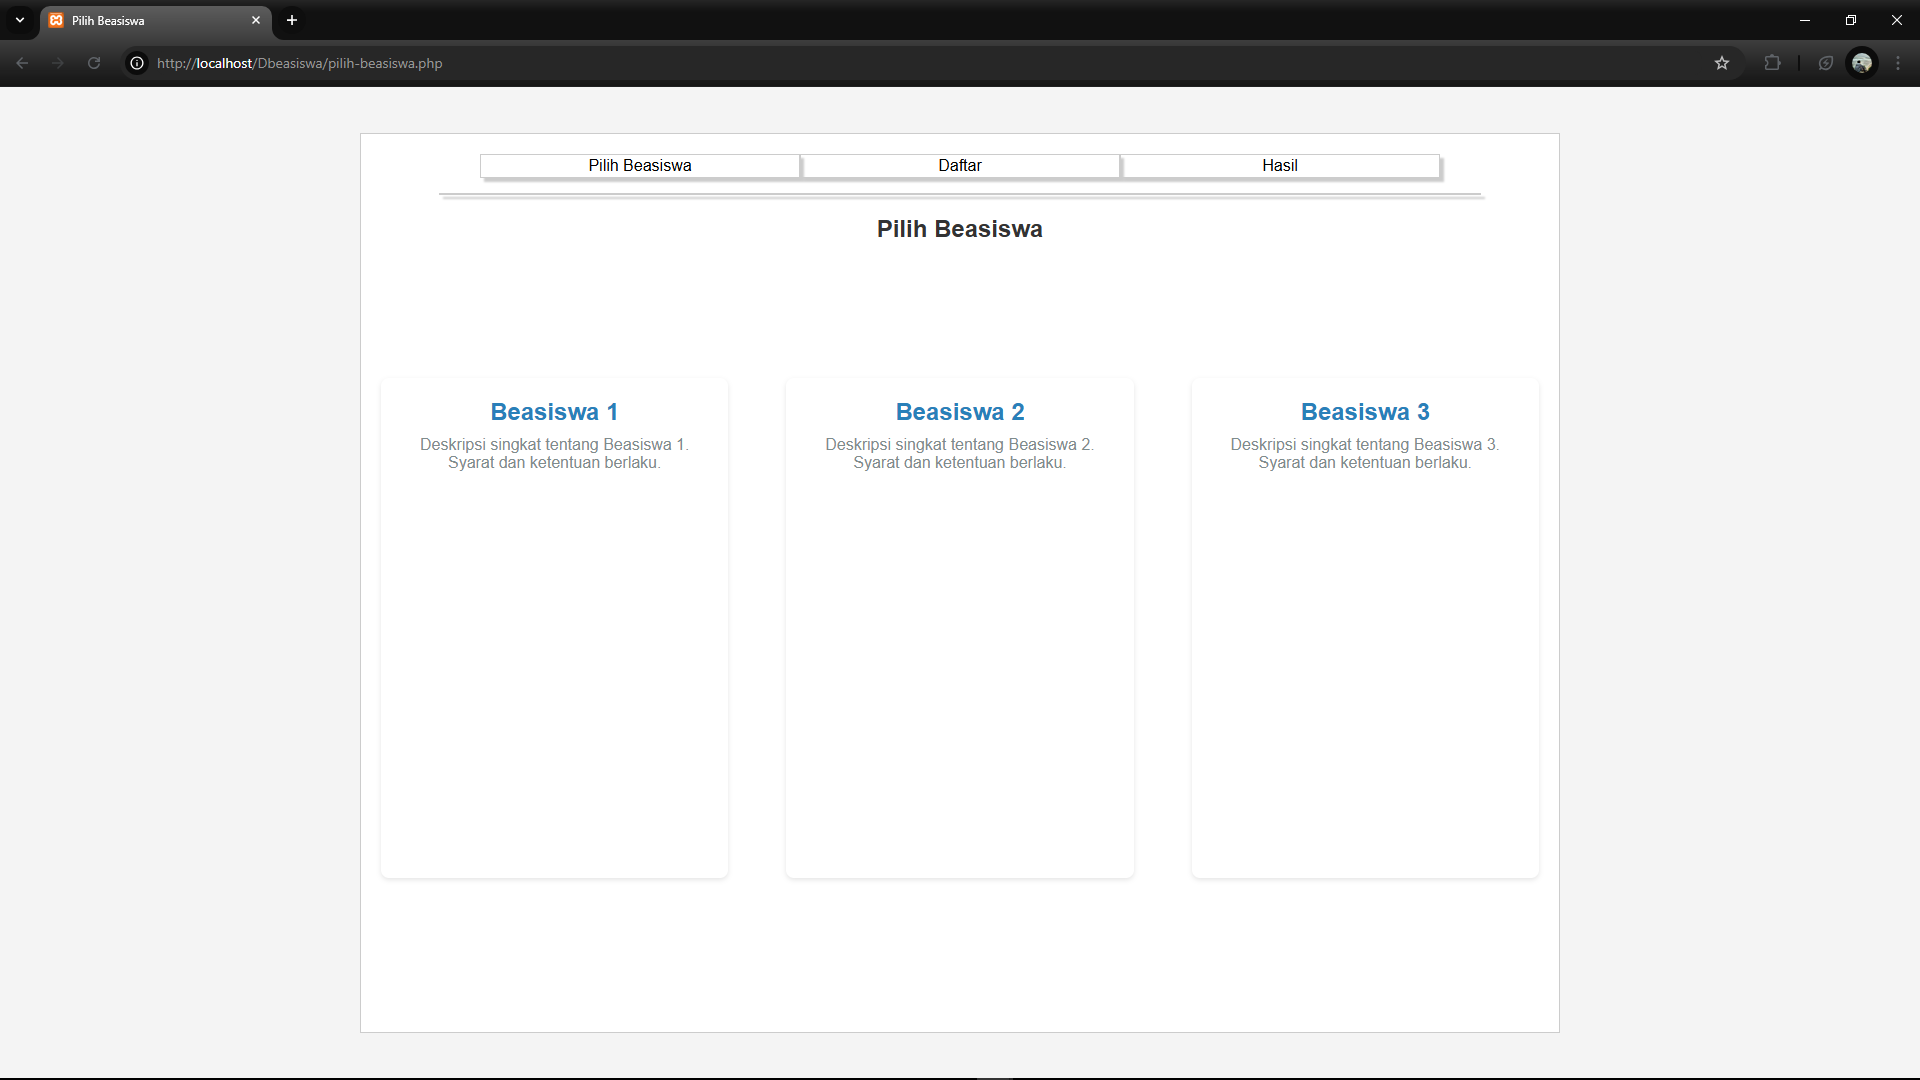 Pilih Beasiswa
http://localhost/Dbeasiswa/pilih-beasiswa.php
Pilih Beasiswa
Daftar
Hasil
Pilih Beasiswa
Beasiswa 1
Deskripsi singkat tentang Beasiswa 1.
Syarat dan ketentuan berlaku.
Beasiswa 2
Deskripsi singkat tentang Beasiswa 2.
Syarat dan ketentuan berlaku.
Beasiswa 3
Deskripsi singkat tentang Beasiswa 3.
Syarat dan ketentuan berlaku.